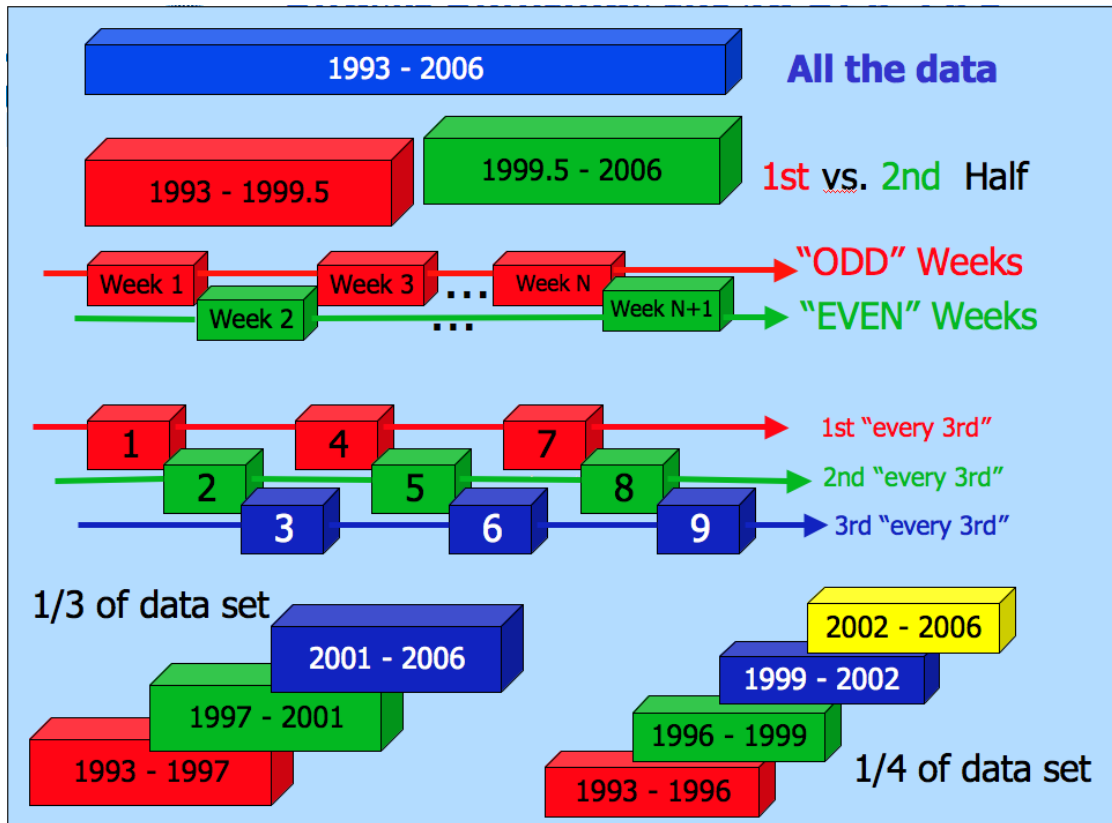 1993 - 2006
All the data
1993 - 1999.5
1999.5 - 2006
1st vs. 2nd Half
Week 1
Week 3
...
Week N
“ODD” Weeks
Week 2
...
Week N+1
“EVEN” Weeks
1
4
7
1st “every 3rd”
2
5
8
2nd “every 3rd”
3
6
9
3rd “every 3rd”
1/3 of data set
2001 - 2006
1997 - 2001
1993 - 1997
2002 - 2006
1999 - 2002
1996 - 1999
1993 - 1996
1/4 of data set